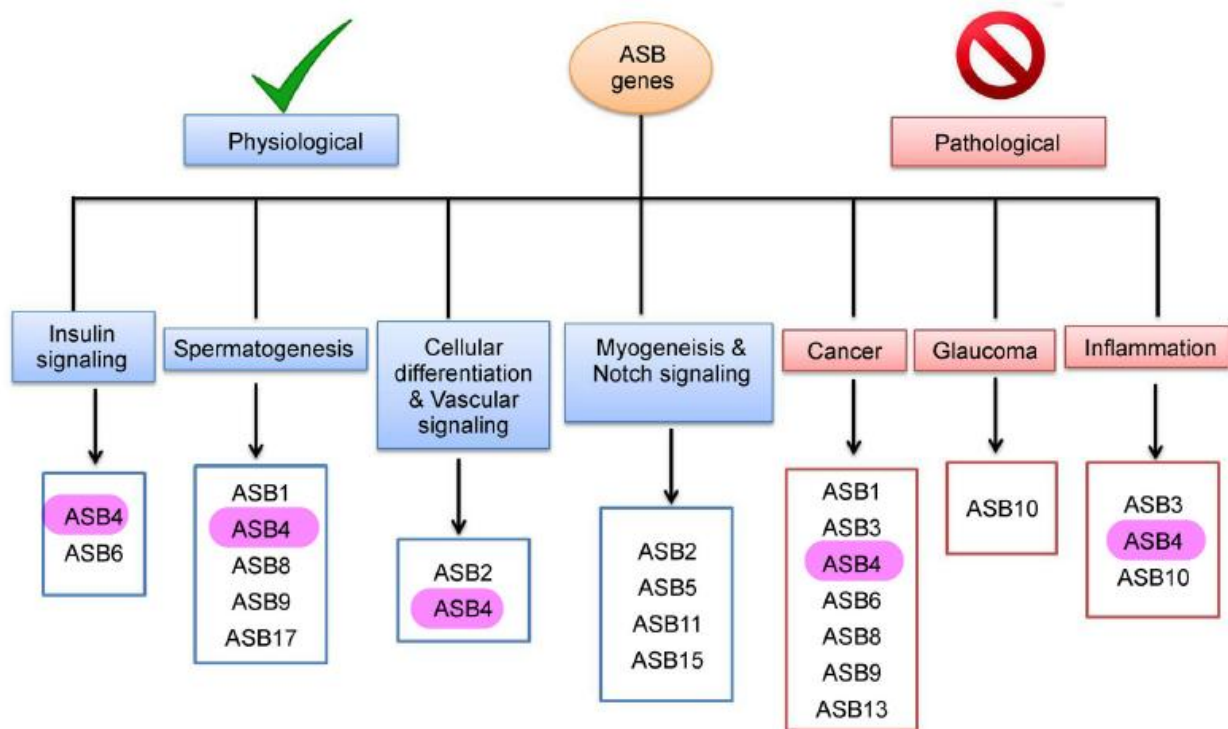 ASB
genes
Physiological
Pathological
Insulin
signaling
Spermatogenesis
Cellular
differentiation
& Vascular
signaling
Myogeneisis &
Notch signaling
Cancer
Glaucoma
Inflammation
ASB4
ASB6
ASB1
ASB4
ASB8
ASB9
ASB17
ASB2
ASB4
ASB2
ASB5
ASB11
ASB15
ASB1
ASB3
ASB4
ASB6
ASB8
ASB9
ASB13
ASB10
ASB3
ASB4
ASB10